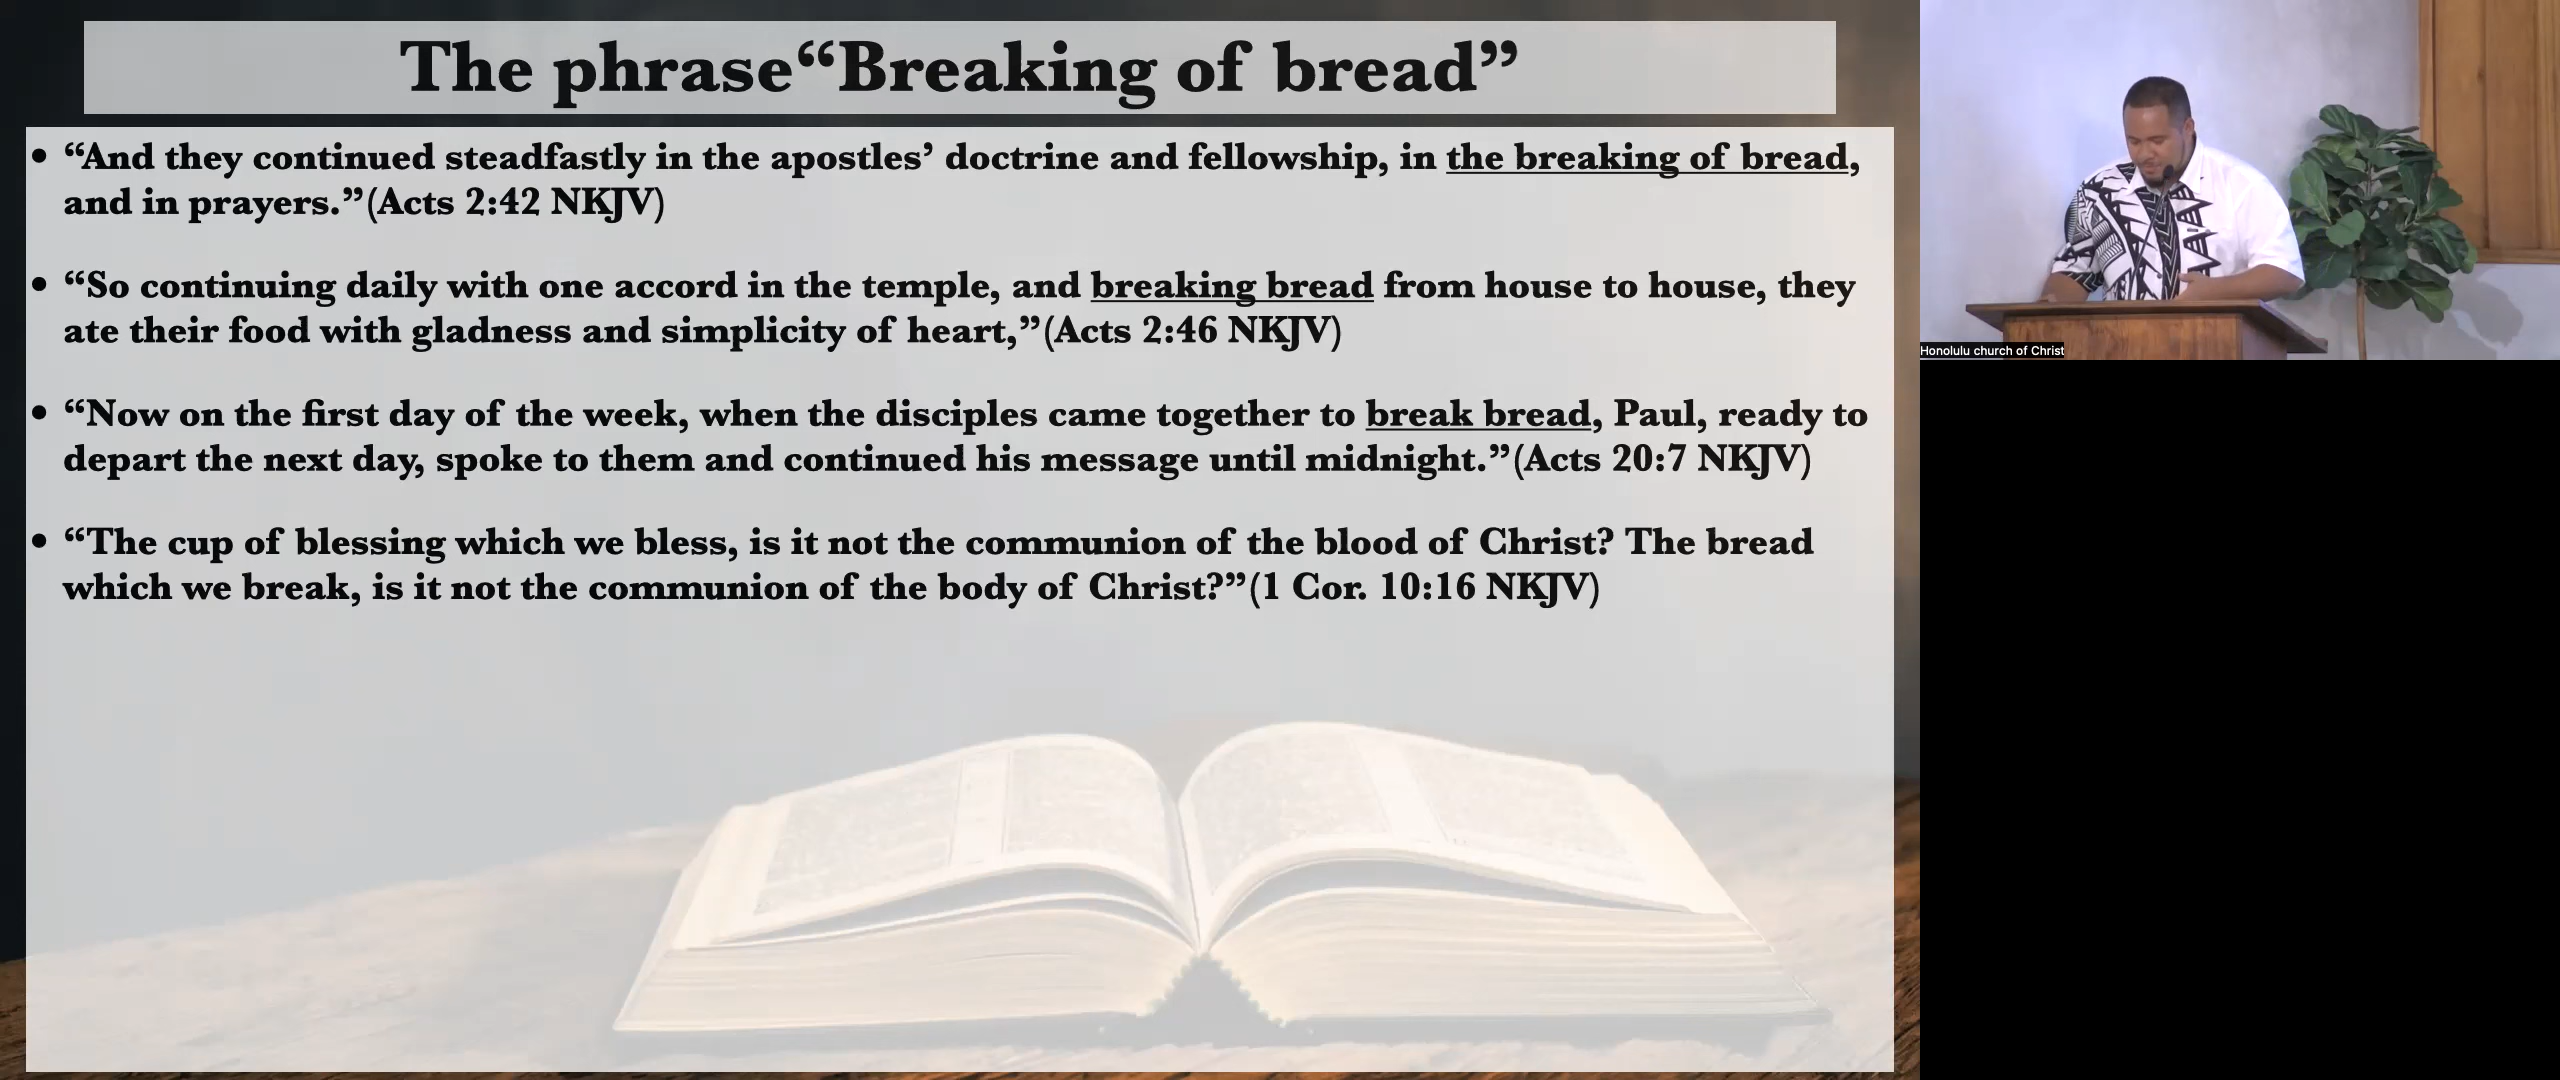 The phrase“Breaking of bread”
• “And they continued steadfastly in the apostles’ doctrine and fellowship, in the breaking of bread,
and in prayers.”(Acts 2:42 NKJV)
• “So continuing daily with one accord in the temple, and breaking bread from house to house, they
ate their food with gladness and simplicity of heart,”(Acts 2:46 NKJV)
• “Now on the first day of the week, when the disciples came together to break bread, Paul, ready to
depart the next day, spoke to them and continued his message until midnight.”(Acts 20:7 NKJV)
• “The cup of blessing which we bless, is it not the communion of the blood of Christ? The bread
which we break, is it not the communion of the body of Christ?”(1 Cor. 10:16 NKJV)
Honolulu church of Christ